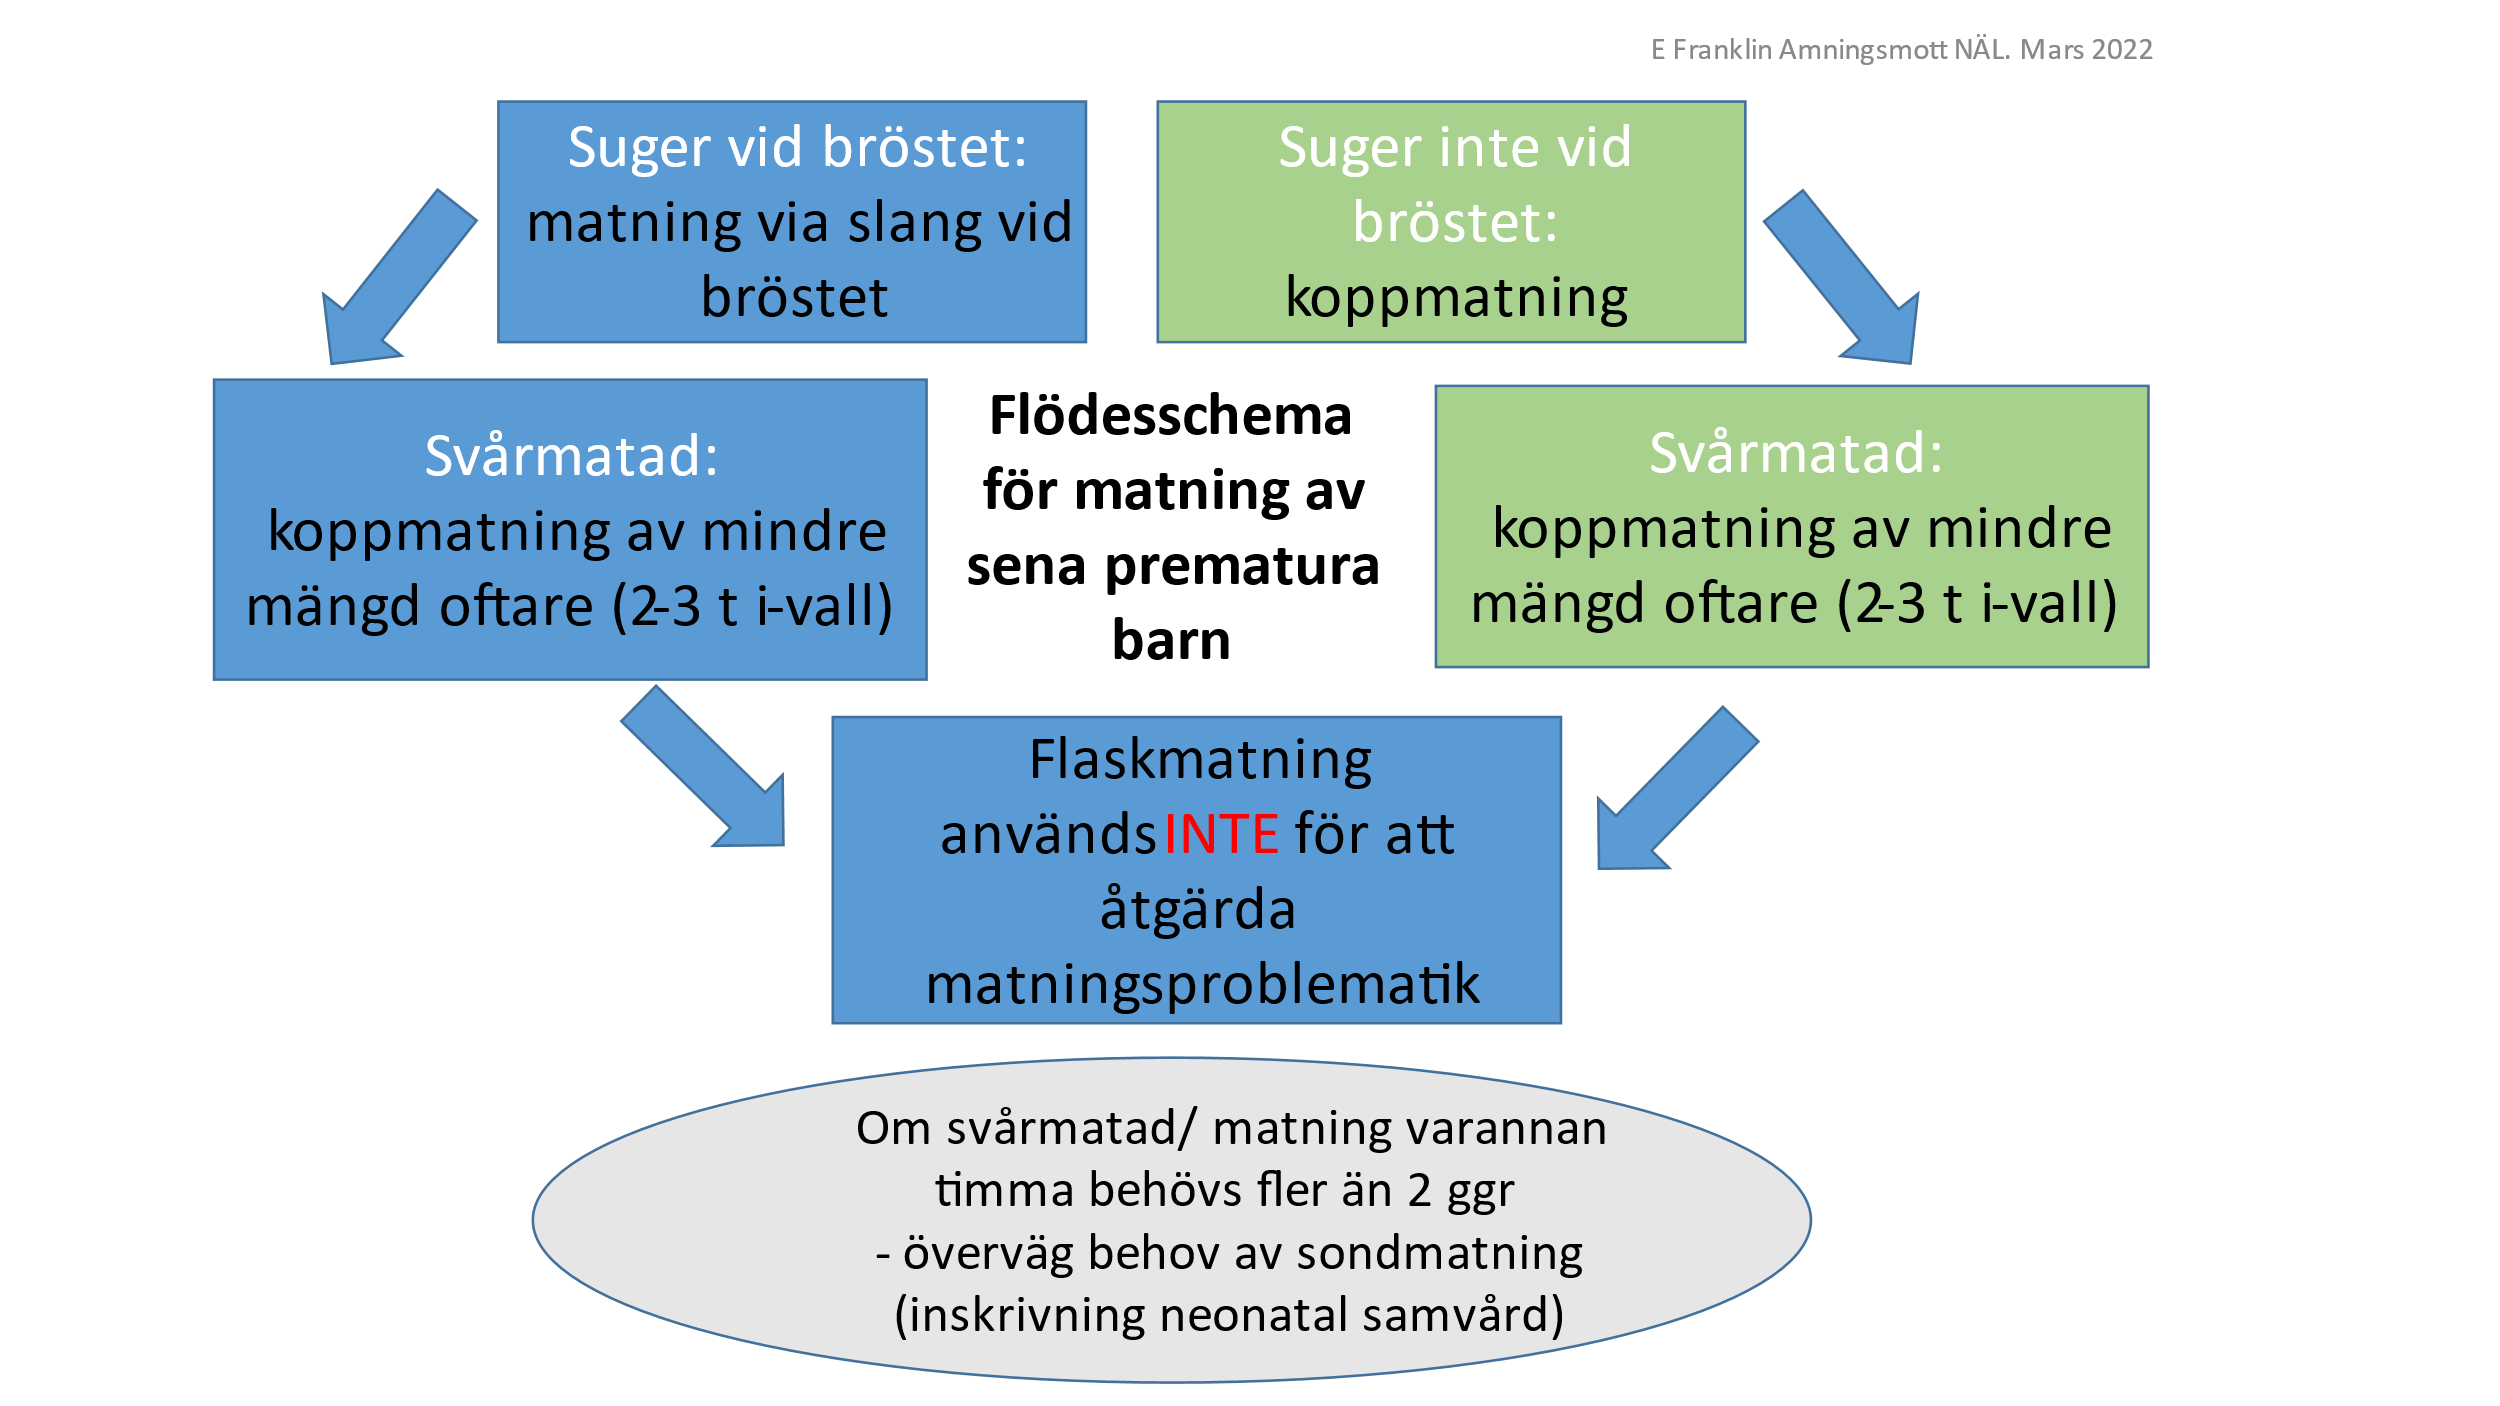 E Franklin Amningsmott NÄL. Mars 2022
Suger vid bröstet:
matning via slang vid
bröstet
Suger inte vid
bröstet:
koppmatning
Svårmatad:
koppmatning av mindre
mängd oftare (2-3 t i-vall)
Flödesschema
för matning av
sena prematura
barn
Svårmatad:
koppmatning av mindre
mängd oftare (2-3 t i-vall)
Flaskmatning
används INTE för att
åtgärda
matningsproblematik
Om svårmatad/ matning varannan
timma behövs fler än 2 ggr
- överväg behov av sondmatning
(inskrivning neonatal samvård)